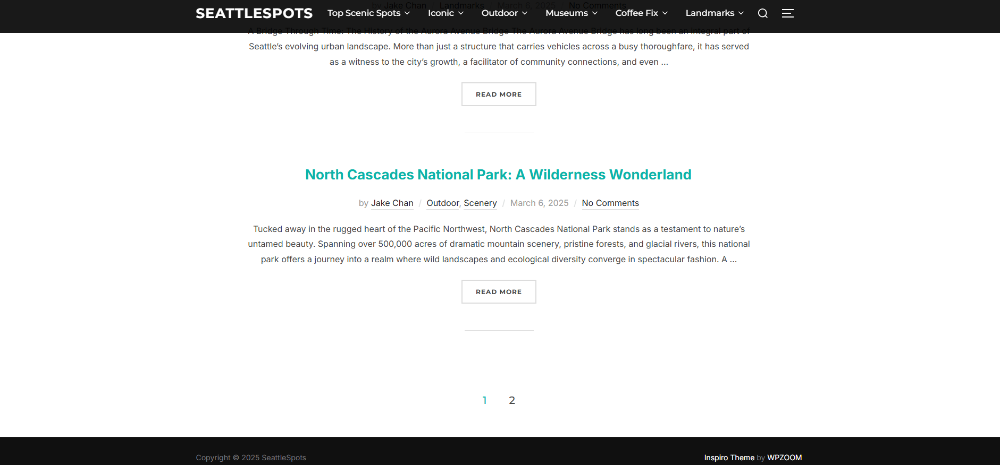 SEATTLESPOTS Top Scenic Spots Iconic Outdoor Museums Coffee Fix Landmarks
by Jake Chan / Landmarks / March 6, 2025 / No Comments
A Bridge Through Time: The History of the Aurora Avenue Bridge The Aurora Avenue Bridge has long been an integral part of
Seattle’s evolving urban landscape. More than just a structure that carries vehicles across a busy thoroughfare, it has served
as a witness to the city’s growth, a facilitator of community connections, and even …
READ MORE
North Cascades National Park: A Wilderness Wonderland
by Jake Chan / Outdoor, Scenery / March 6, 2025 / No Comments
Tucked away in the rugged heart of the Pacific Northwest, North Cascades National Park stands as a testament to nature’s
untamed beauty. Spanning over 500,000 acres of dramatic mountain scenery, pristine forests, and glacial rivers, this national
park offers a journey into a realm where wild landscapes and ecological diversity converge in spectacular fashion. A …
READ MORE
1 2
Copyright © 2025 SeattleSpots Inspiro Theme by WPZOOM